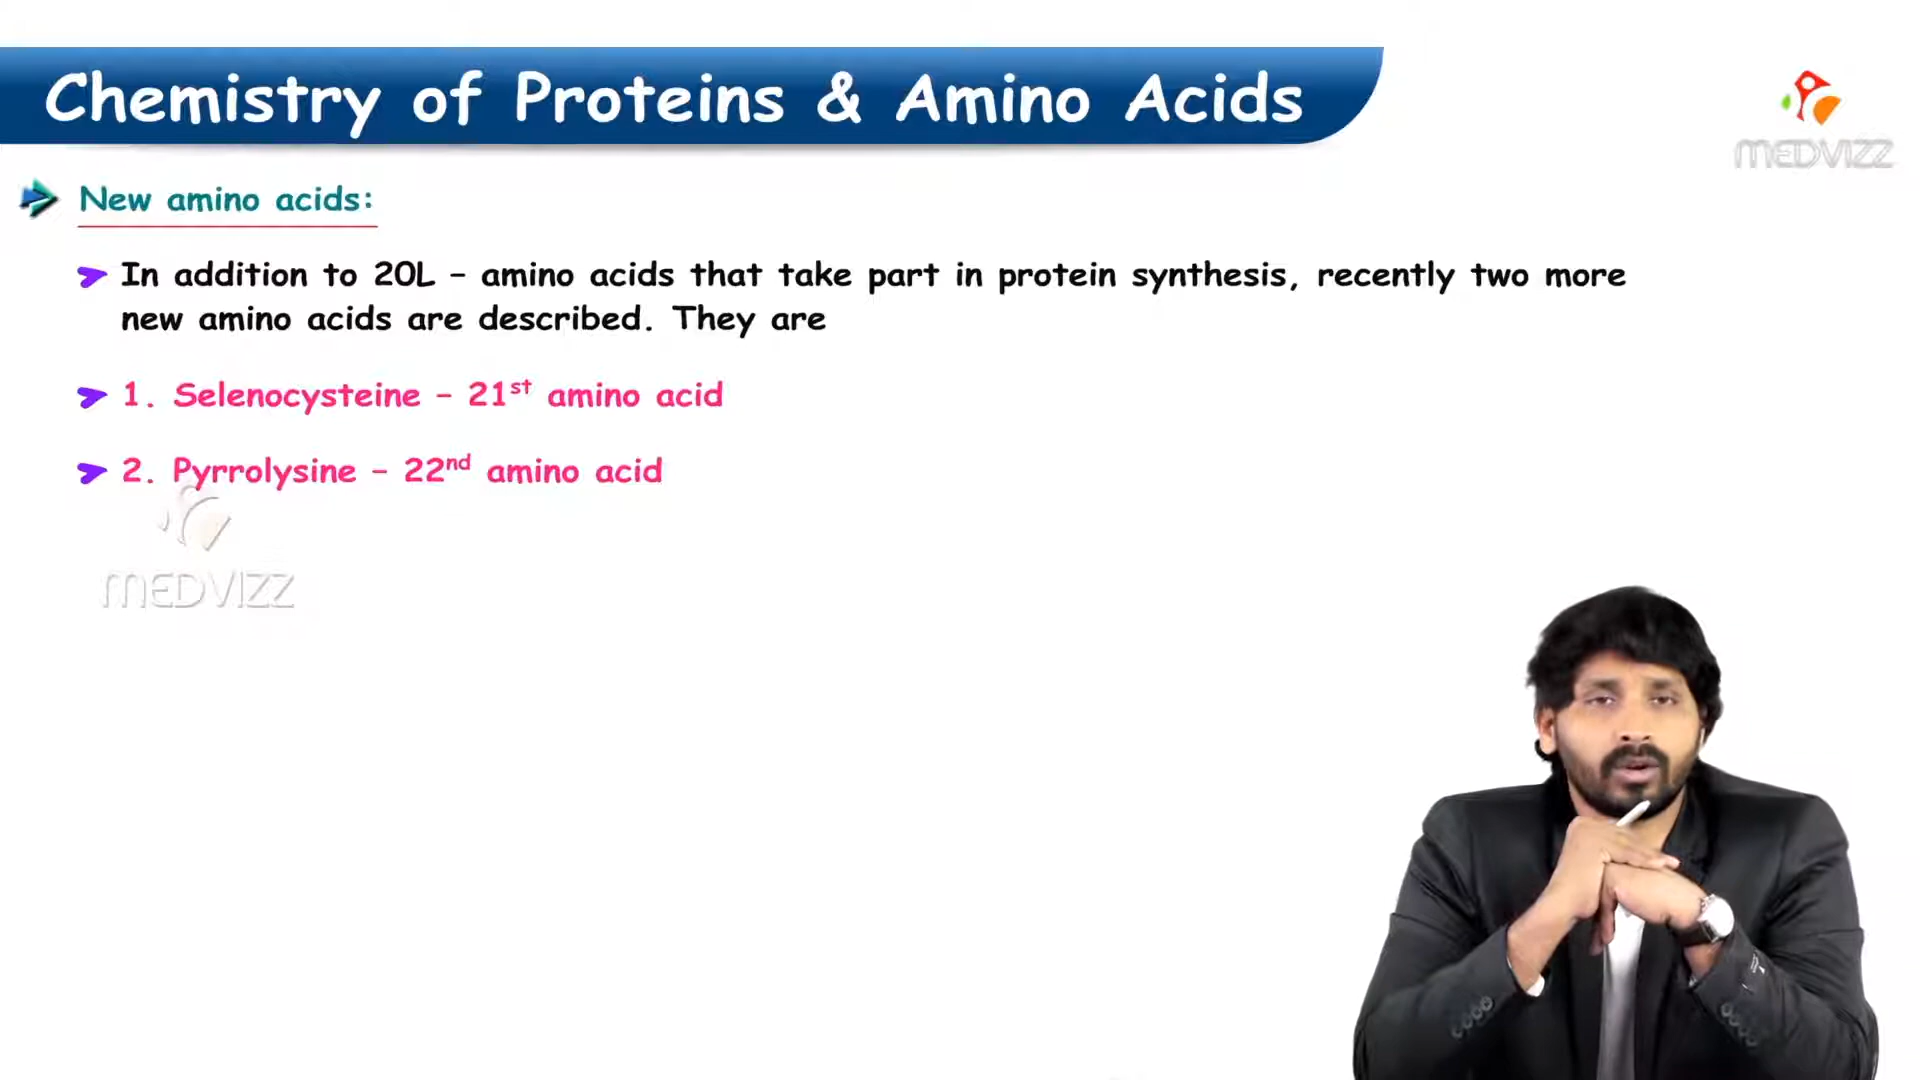 Chemistry of Proteins & Amino Acids
MEDVIZZ
New amino acids:
In addition to 20L – amino acids that take part in protein synthesis, recently two more
new amino acids are described. They are
1. Selenocysteine – 21st amino acid
2. Pyrrolysine – 22nd amino acid
MEDVIZZ